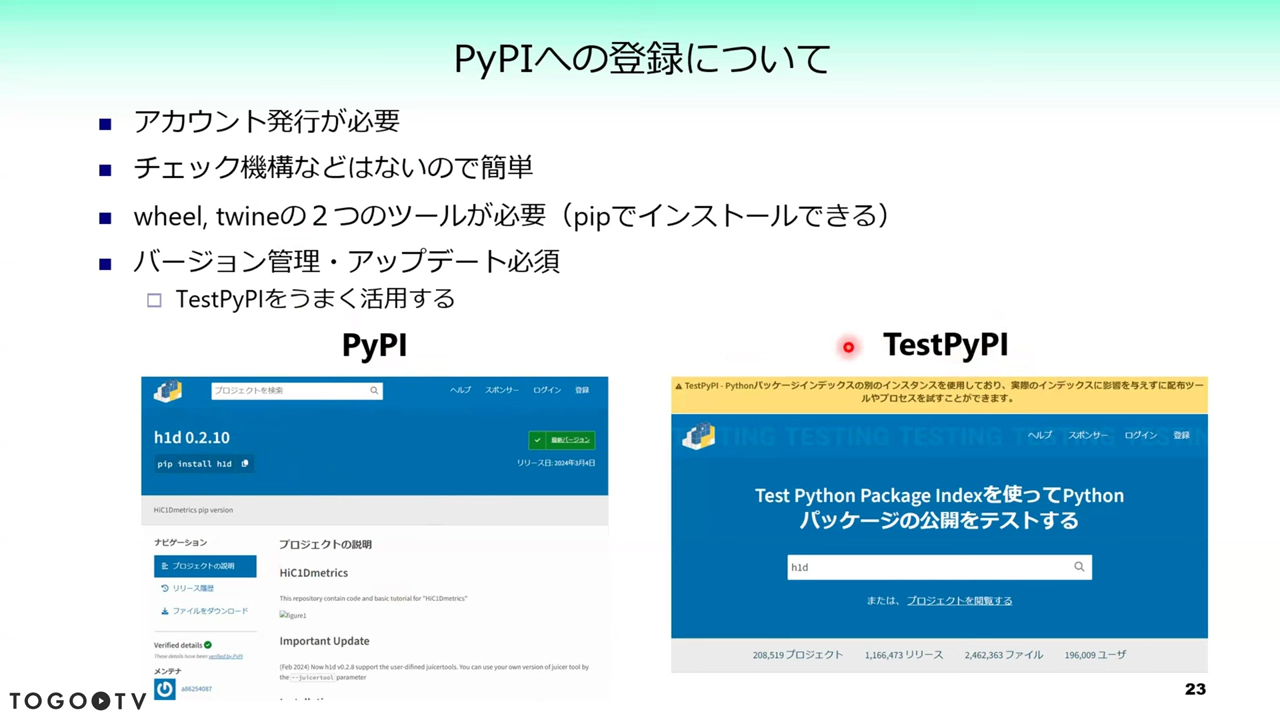 PyPIへの登録について
■ アカウント発行が必要
■ チェック機構などはないので簡単
■ wheel, twineの２つのツールが必要（pipでインストールできる）
■ バージョン管理・アップデート必須
□ TestPyPIをうまく活用する
PyPI
プロジェクトを検索
ヘルプ スポンサー ログイン 登録
h1d 0.2.10
pip install h1d
最新バージョン
リリース日: 2024年3月4日
HiC1Dmetrics pip version
ナビゲーション
プロジェクトの説明
リリース履歴
ファイルをダウンロード
Verified details
These details have been verified by PyPI
メンテナ
a86254087
プロジェクトの説明
HiC1Dmetrics
This repository contain code and basic tutorial for "HiC1Dmetrics"
figure1
Important Update
(Feb 2024) Now h1d v0.2.8 support the user-difined juicertools. You can use your own version of juicer tool by
the --juicertool parameter
TestPyPI
TestPyPI - Pythonパッケージインデックスの別のインスタンスを使用しており、実際のインデックスに影響を与えずに配布ツー
ルやプロセスを試すことができます。
TING TESTING TESTING TESTING TESTIN
ヘルプ スポンサー ログイン 登録
Test Python Package Indexを使ってPython
パッケージの公開をテストする
h1d
または、プロジェクトを閲覧する
208,519 プロジェクト 1,166,473 リリース 2,462,363 ファイル 196,009 ユーザ
TOGO TV
23